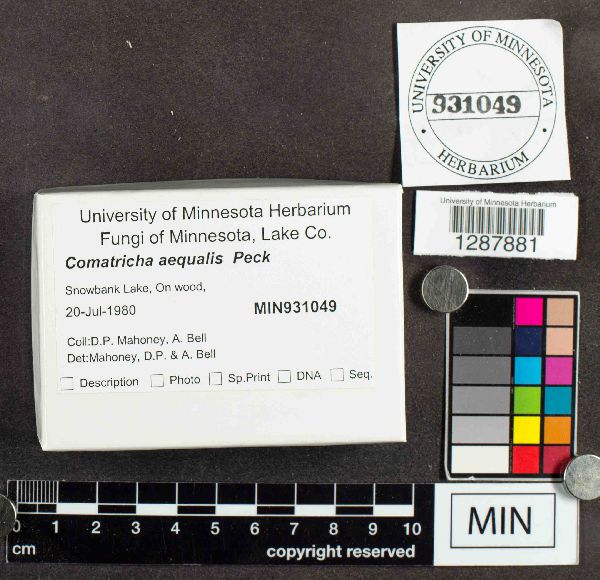 UNIVERSITY OF MINNESOTA
931049
• HERBARIUM •
University of Minnesota Herbarium
1287881
University of Minnesota Herbarium
Fungi of Minnesota, Lake Co.
Comatricha aequalis Peck
Snowbank Lake, On wood,
20-Jul-1980 MIN931049
Coll:D.P. Mahoney, A. Bell
Det:Mahoney, D.P. & A. Bell
Description Photo Sp.Print DNA Seq.
0 1 2 3 4 5 6 7 8 9 10
cm copyright reserved
MIN